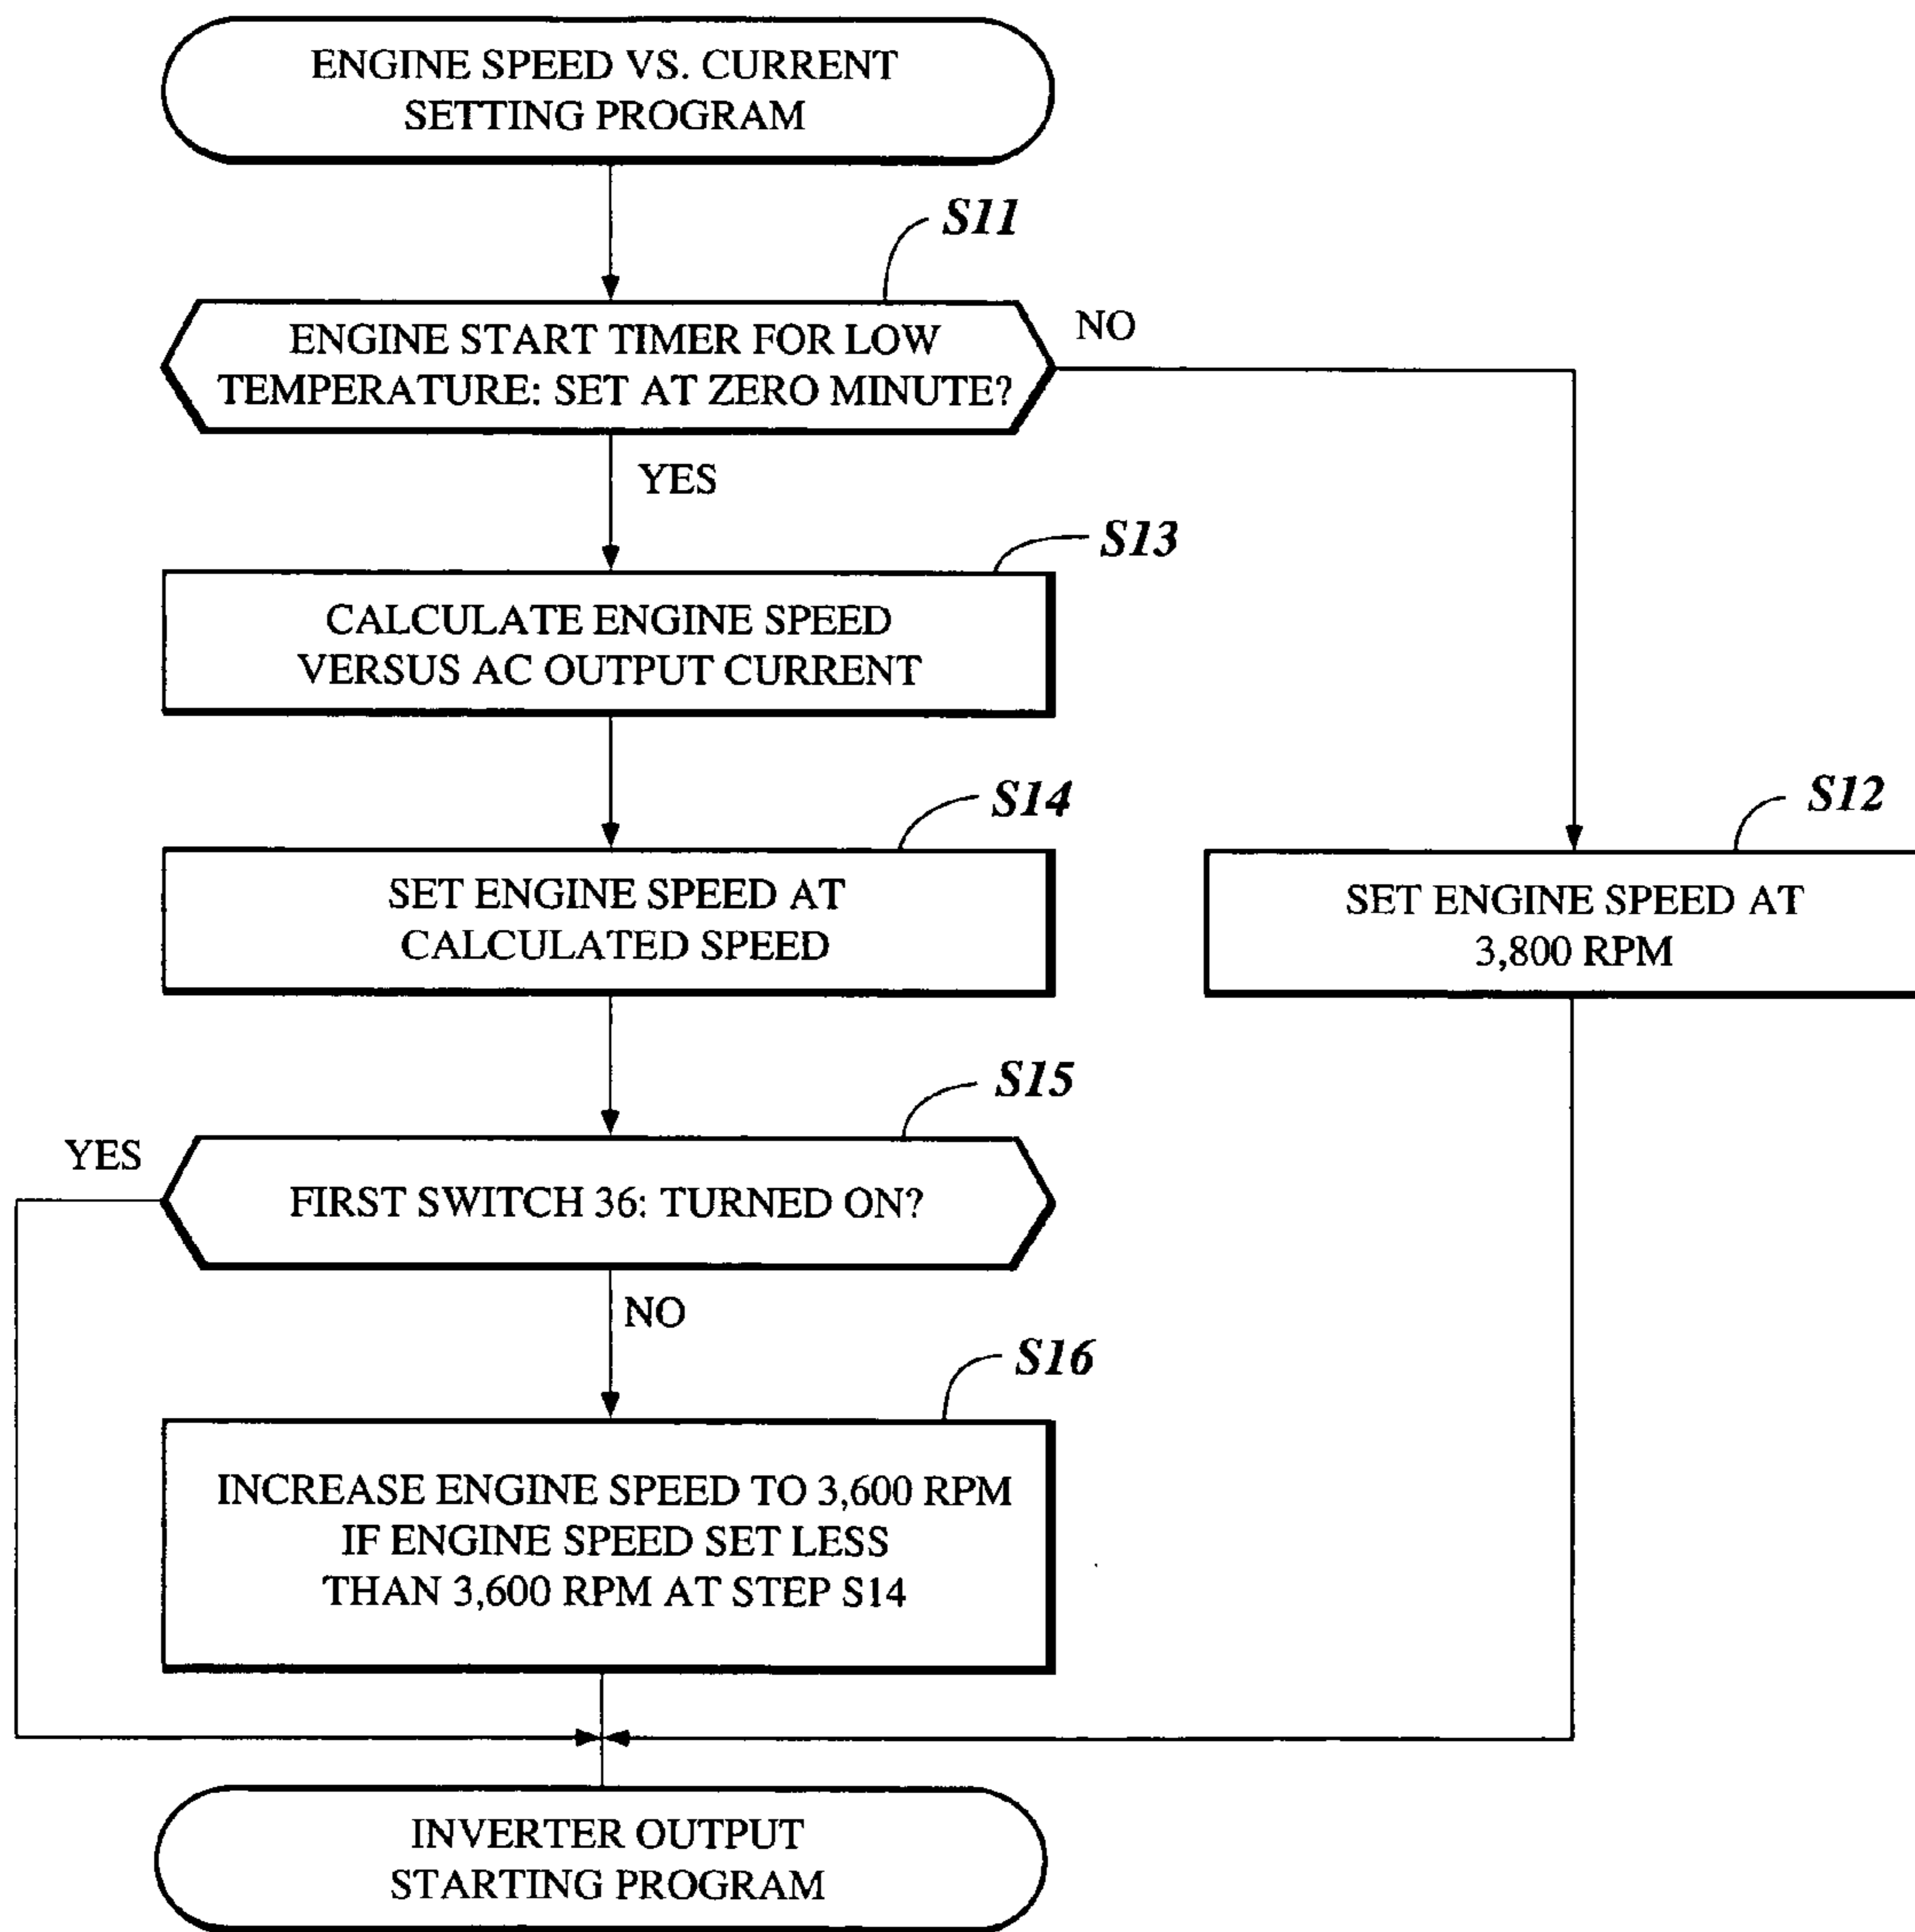 ENGINE SPEED VS. CURRENT
SETTING PROGRAM
S11
ENGINE START TIMER FOR LOW
TEMPERATURE: SET AT ZERO MINUTE?
NO
YES
S13
CALCULATE ENGINE SPEED
VERSUS AC OUTPUT CURRENT
S14
SET ENGINE SPEED AT
CALCULATED SPEED
S12
SET ENGINE SPEED AT
3,800 RPM
S15
YES
FIRST SWITCH 36: TURNED ON?
NO
S16
INCREASE ENGINE SPEED TO 3,600 RPM
IF ENGINE SPEED SET LESS
THAN 3,600 RPM AT STEP S14
INVERTER OUTPUT
STARTING PROGRAM